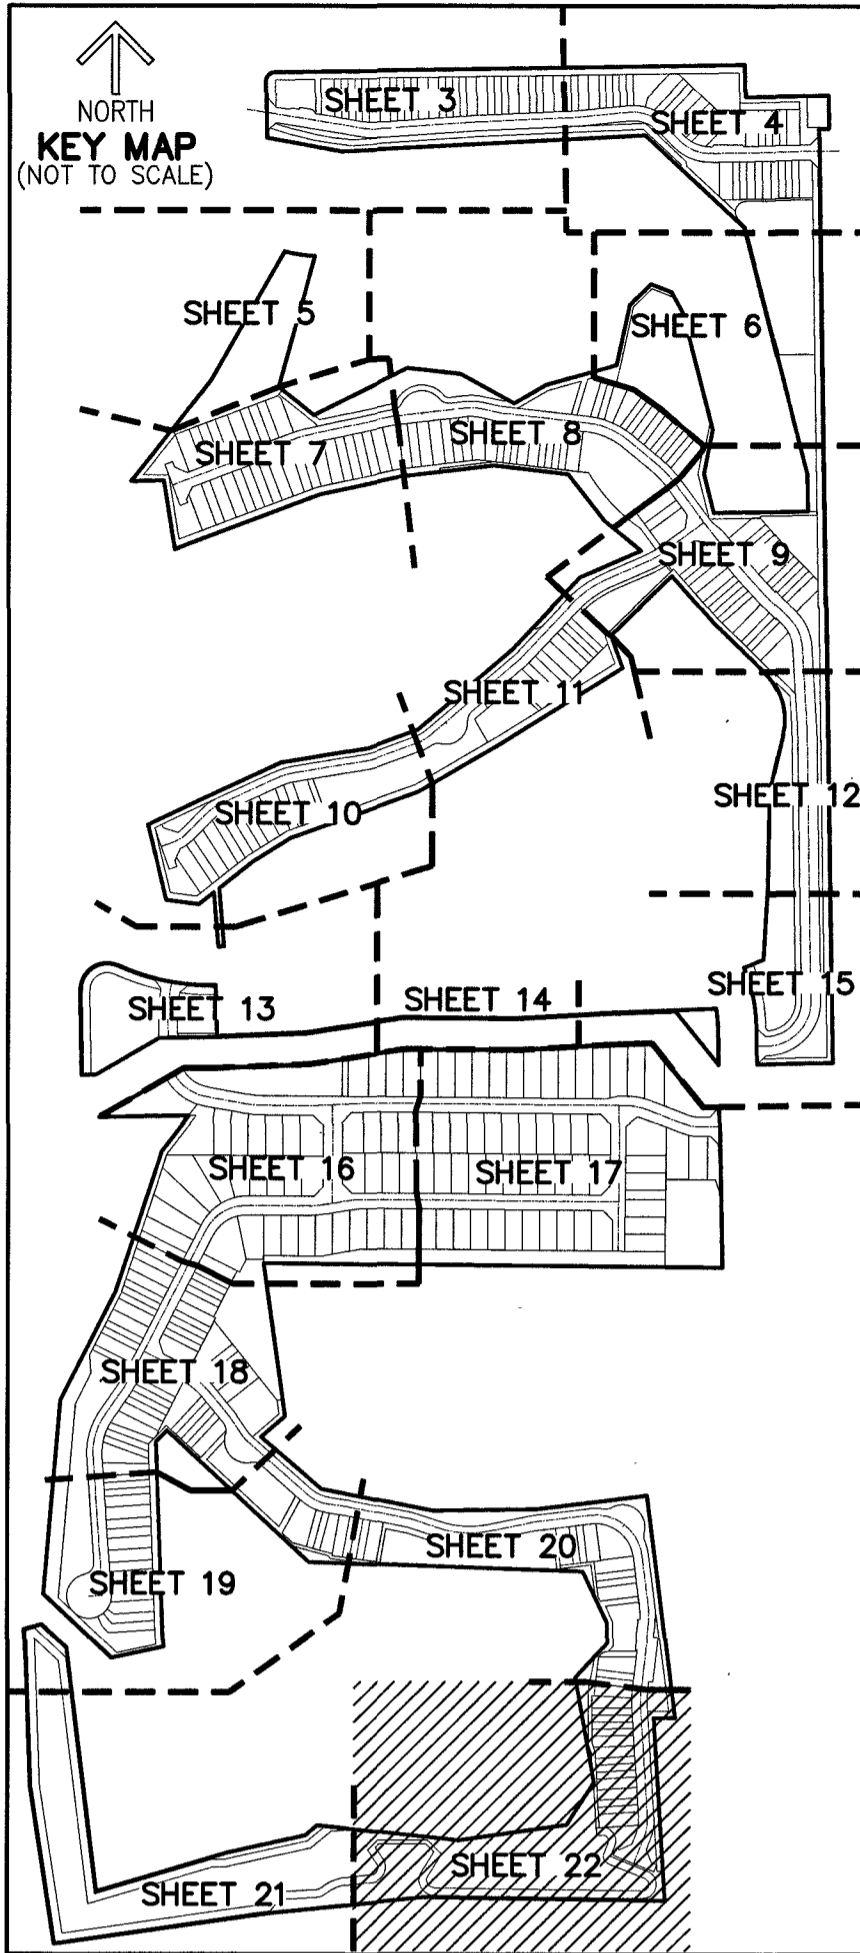 NORTH
KEY MAP
(NOT TO SCALE)
SHEET 3
SHEET 4
SHEET 5
SHEET 6
SHEET 7
SHEET 8
SHEET 9
SHEET 11
SHEET 10
SHEET 12
SHEET 13
SHEET 14
SHEET 15
SHEET 16
SHEET 17
SHEET 18
SHEET 19
SHEET 20
SHEET 21
SHEET 22